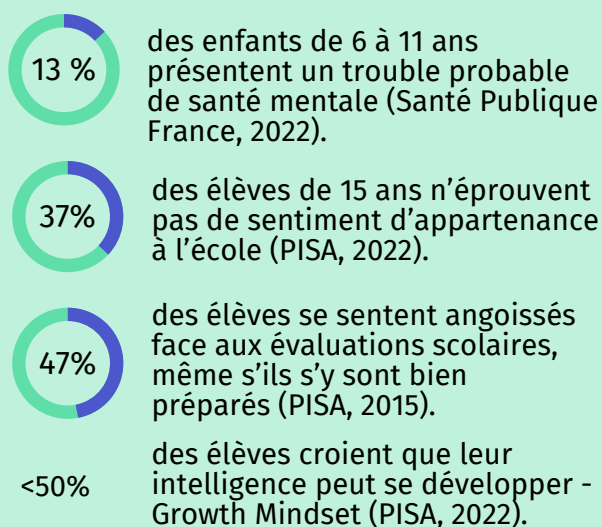 13 %
des enfants de 6 à 11 ans
présentent un trouble probable
de santé mentale (Santé Publique
France, 2022).
37%
des élèves de 15 ans n’éprouvent
pas de sentiment d’appartenance
à l’école (PISA, 2022).
47%
des élèves se sentent angoissés
face aux évaluations scolaires,
même s’ils s’y sont bien
préparés (PISA, 2015).
<50%
des élèves croient que leur
intelligence peut se développer -
Growth Mindset (PISA, 2022).